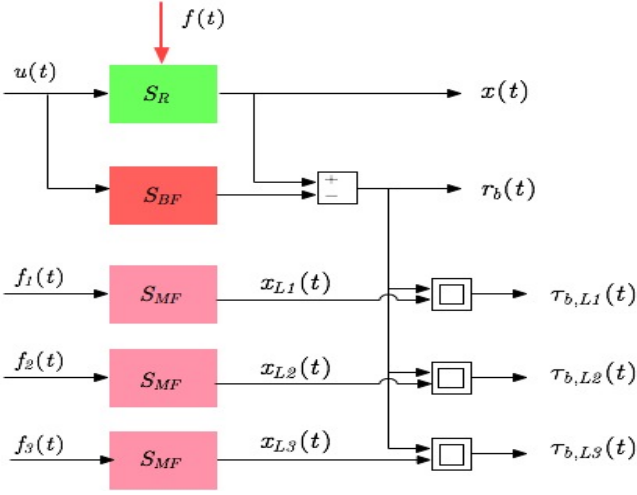 f(t)
u(t)
S_R
x(t)
S_BF
+
−
r_b(t)
f_1(t)
S_MF
x_L1(t)
τ_b,L1(t)
f_2(t)
S_MF
x_L2(t)
τ_b,L2(t)
f_3(t)
S_MF
x_L3(t)
τ_b,L3(t)